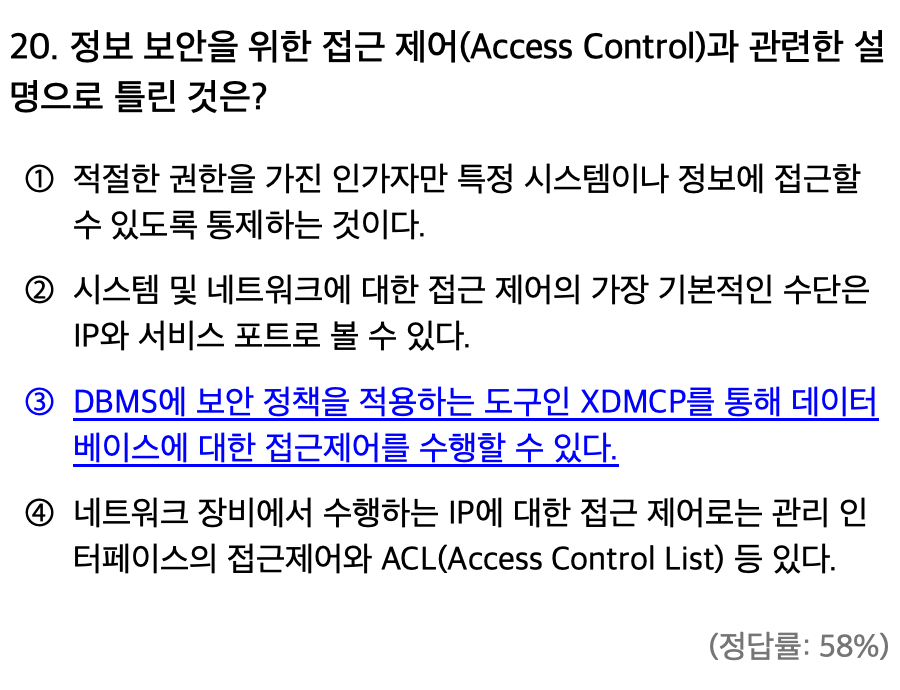 20. 정보 보안을 위한 접근 제어(Access Control)과 관련한 설
명으로 틀린 것은?
① 적절한 권한을 가진 인가자만 특정 시스템이나 정보에 접근할
수 있도록 통제하는 것이다.
② 시스템 및 네트워크에 대한 접근 제어의 가장 기본적인 수단은
IP와 서비스 포트로 볼 수 있다.
③ DBMS에 보안 정책을 적용하는 도구인 XDMCP를 통해 데이터
베이스에 대한 접근제어를 수행할 수 있다.
④ 네트워크 장비에서 수행하는 IP에 대한 접근 제어로는 관리 인
터페이스의 접근제어와 ACL(Access Control List) 등 있다.
(정답률: 58%)